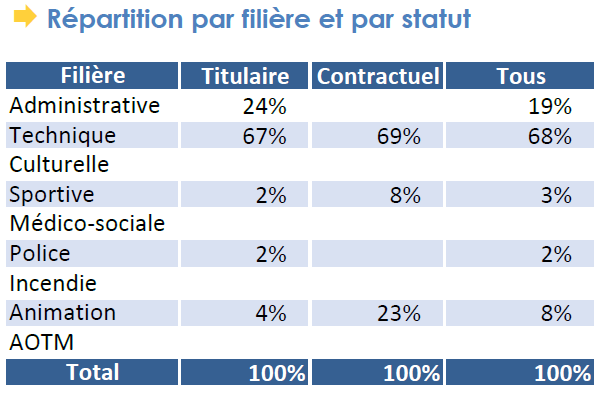 Répartition par filière et par statut
Filière Titulaire Contractuel Tous
Administrative 24% 19%
Technique 67% 69% 68%
Culturelle
Sportive 2% 8% 3%
Médico-sociale
Police 2% 2%
Incendie
Animation 4% 23% 8%
AOTM
Total 100% 100% 100%